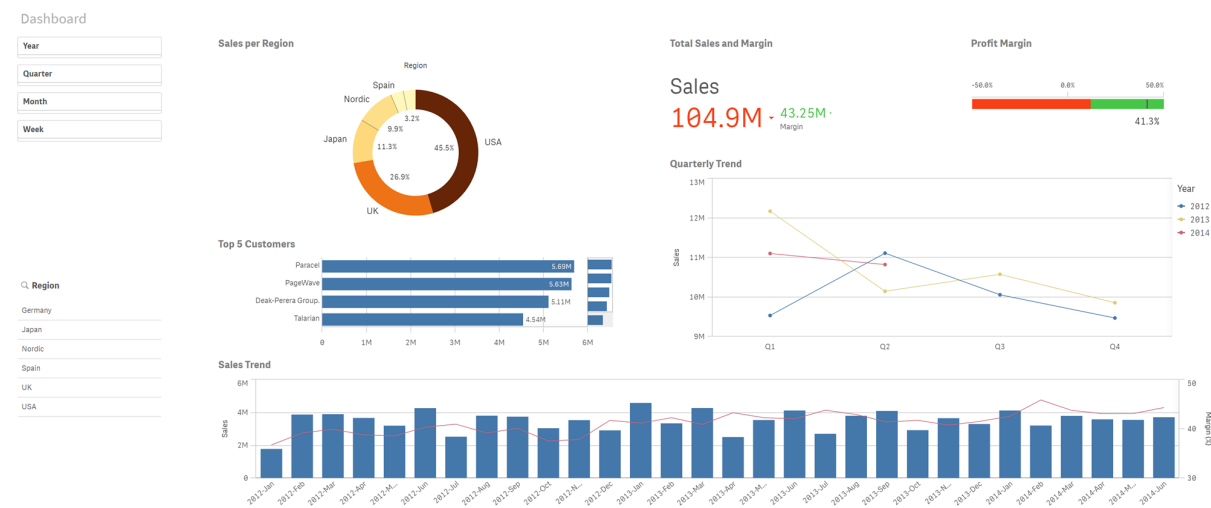 Dashboard
Year
Quarter
Month
Week
Region
Germany
Japan
Nordic
Spain
UK
USA
Sales per Region
Region
Spain
Nordic
Japan
UK
USA
3.2%
9.9%
11.3%
26.9%
45.5%
Top 5 Customers
Paracel
PageWave
Deak-Perera Group.
Talarian
5.69M
5.63M
5.11M
4.54M
0 1M 2M 3M 4M 5M 6M
Total Sales and Margin
Sales
104.9M
43.25M
Margin
Profit Margin
-50.0% 0.0% 50.0%
41.3%
Quarterly Trend
Sales
13M
12M
11M
10M
9M
Q1 Q2 Q3 Q4
Year
2012
2013
2014
Sales Trend
Sales
6M
4M
2M
0
50
40
30
Margin (%)
2012-Jan
2012-Feb
2012-Mar
2012-Apr
2012-M...
2012-Jun
2012-Jul
2012-Aug
2012-Sep
2012-Oct
2012-N...
2012-Dec
2013-Jan
2013-Feb
2013-Mar
2013-Apr
2013-M...
2013-Jun
2013-Jul
2013-Aug
2013-Sep
2013-Oct
2013-N...
2013-Dec
2014-Jan
2014-Feb
2014-Mar
2014-Apr
2014-M...
2014-Jun